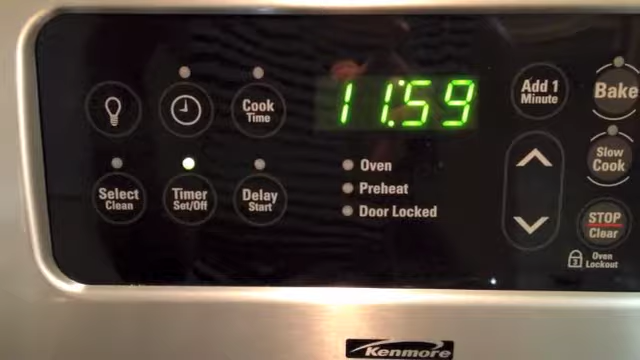 Cook
Time
11:59
Add 1
Minute
Bake
Select
Clean
Timer
Set/Off
Delay
Start
Oven
Preheat
Door Locked
Slow
Cook
STOP
Clear
3
Oven
Lockout
Kenmore